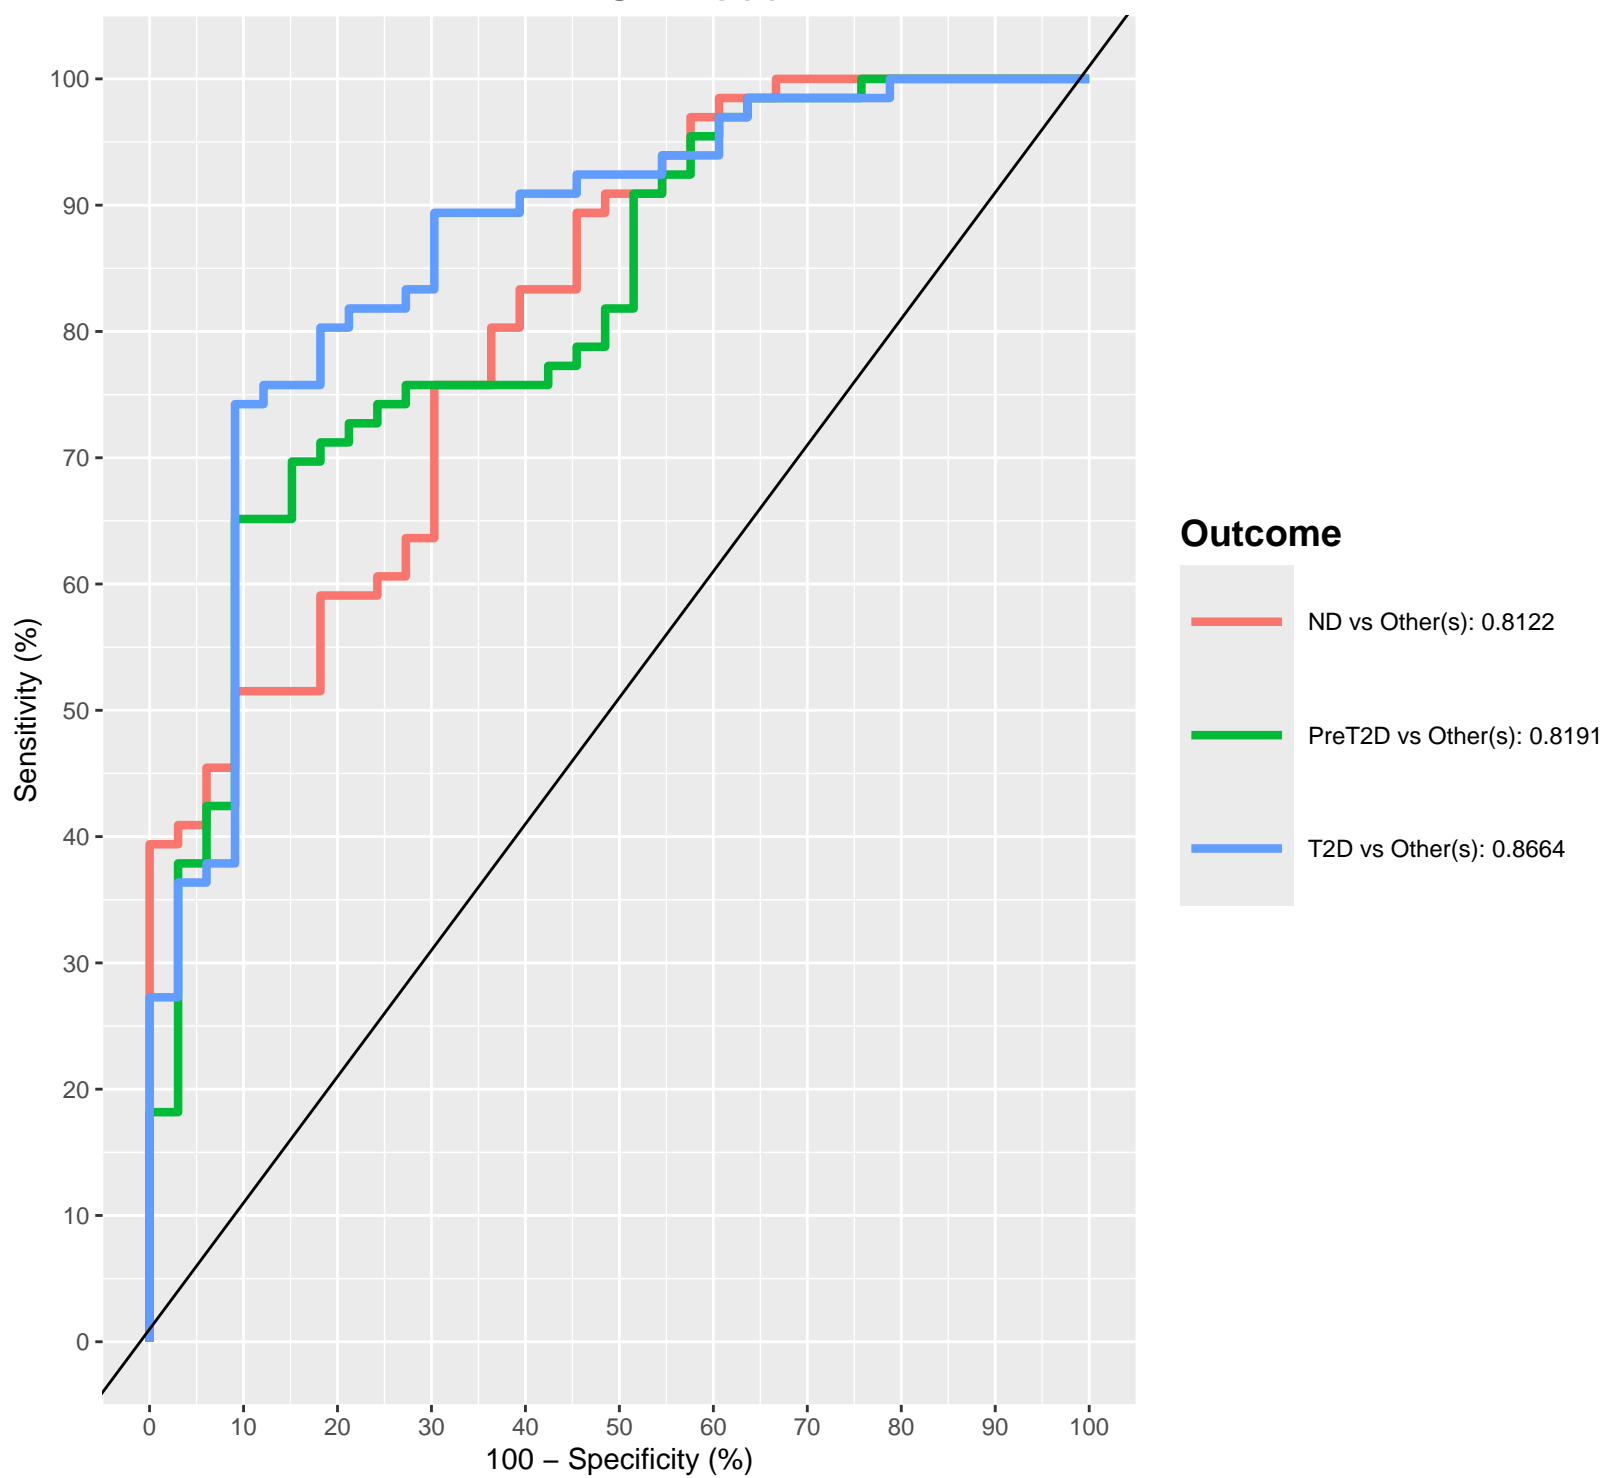 100
90
80
70
60
50
40
30
20
10
0
Sensitivity (%)
0 10 20 30 40 50 60 70 80 90 100
100 − Specificity (%)
Outcome
ND vs Other(s): 0.8122
PreT2D vs Other(s): 0.8191
T2D vs Other(s): 0.8664